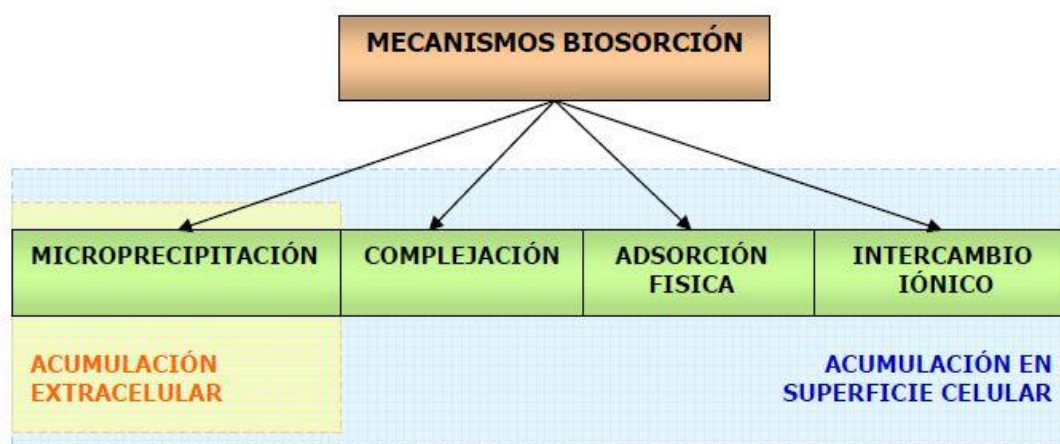 MECANISMOS BIOSORCIÓN
MICROPRECIPITACIÓN
COMPLEJACIÓN
ADSORCIÓN
FISICA
INTERCAMBIO
IÓNICO
ACUMULACIÓN
EXTRACELULAR
ACUMULACIÓN EN
SUPERFICIE CELULAR